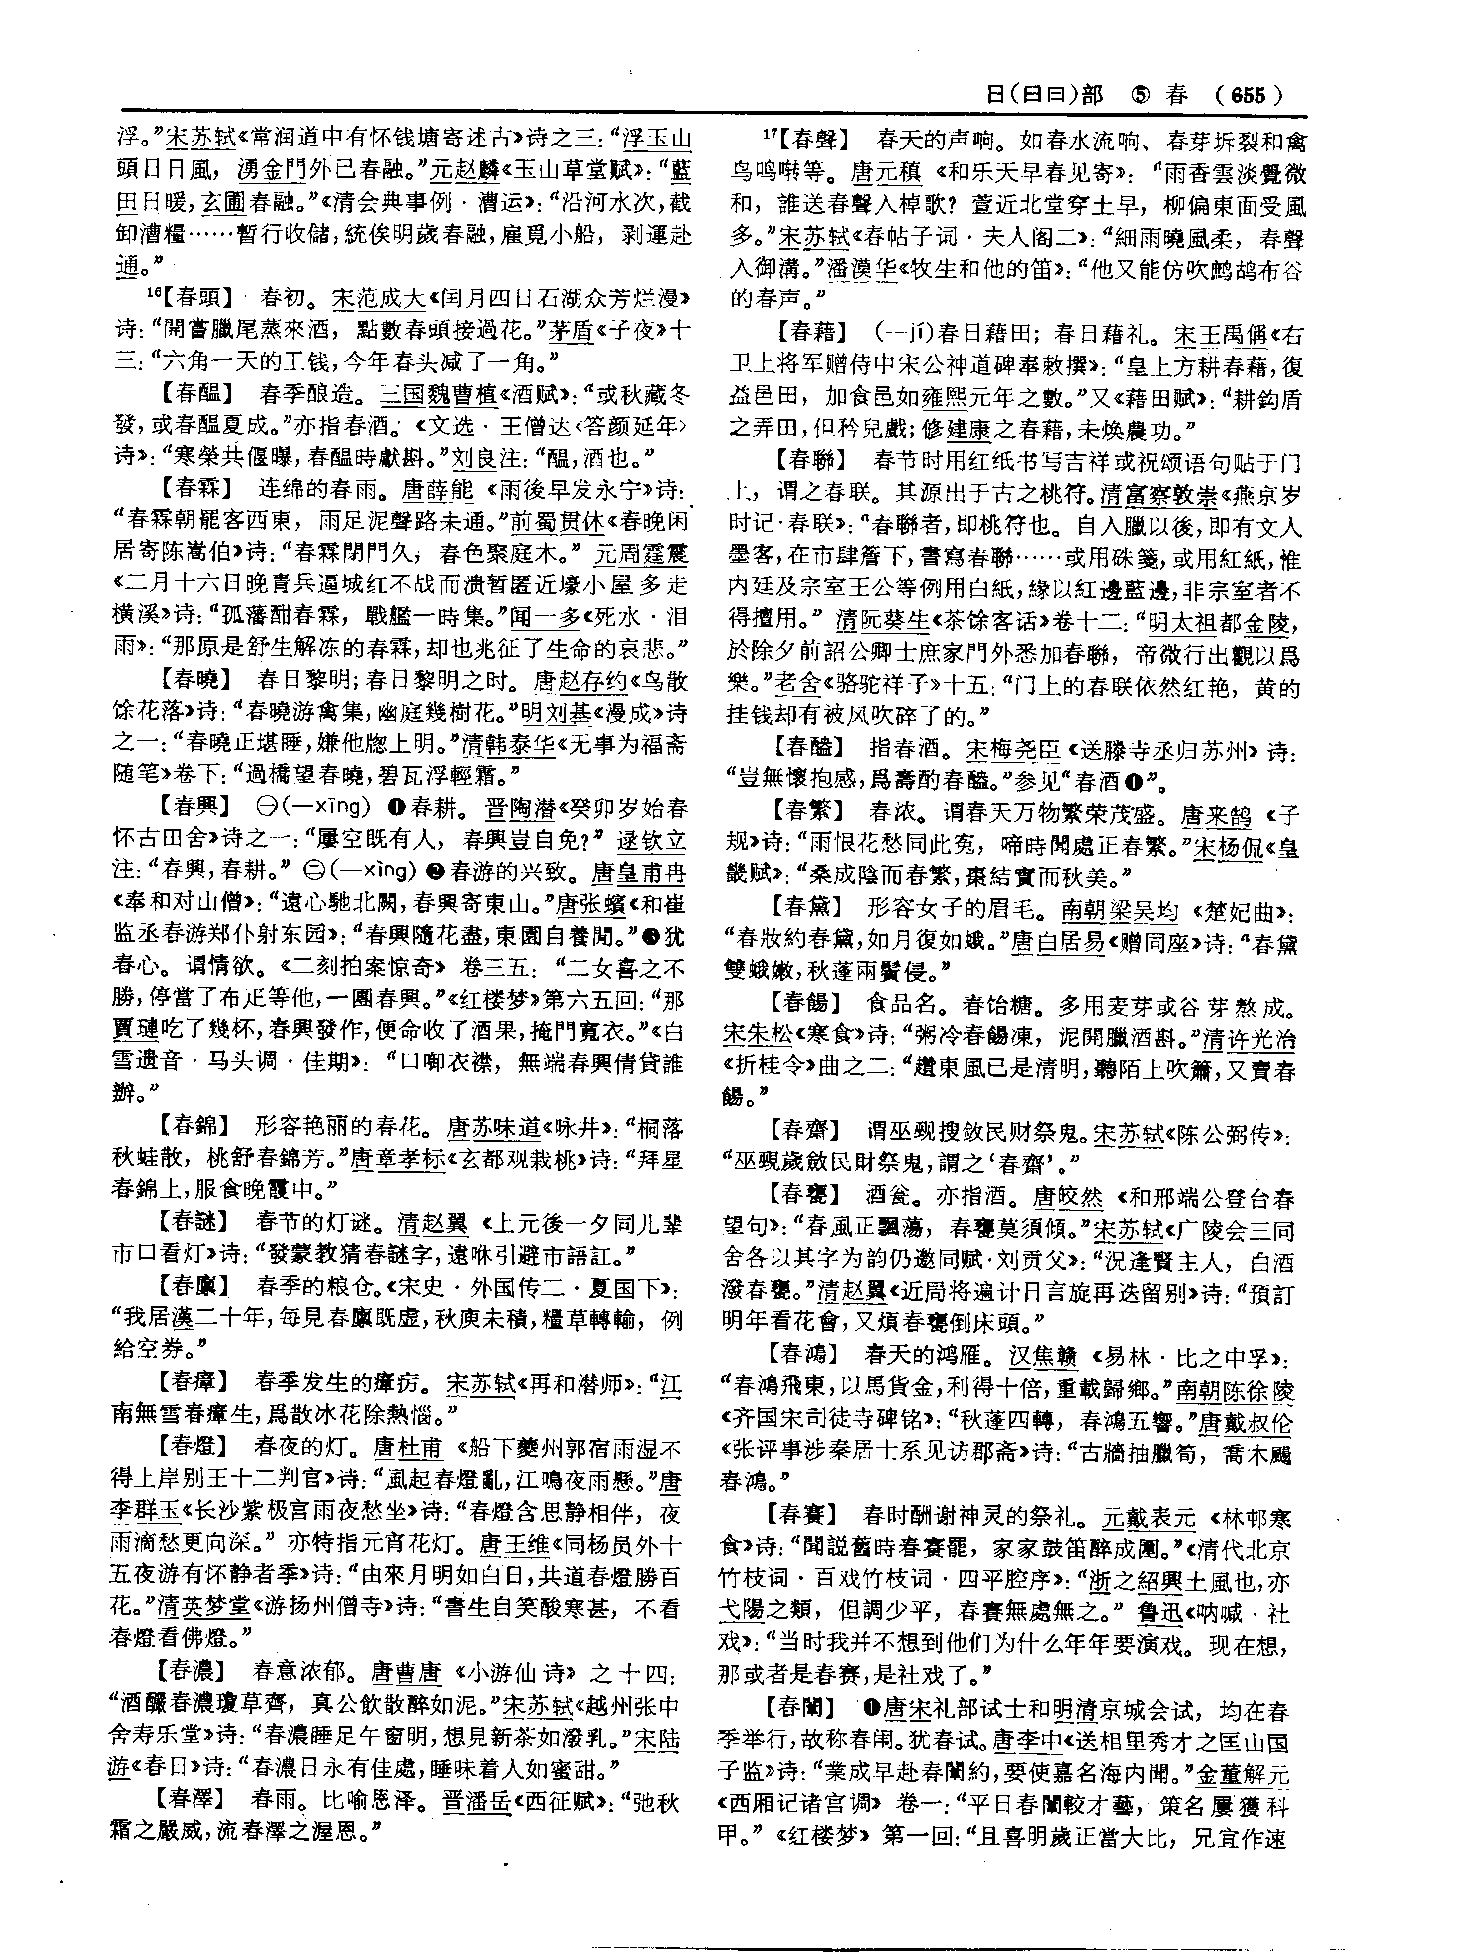 日(日曰)部 ⑤ 春 (655)
浮。”宋苏轼《常润道中有怀钱塘寄述古》诗之三：“浮玉山
頭日日風，湧金門外已春融。”元赵麟《玉山草堂赋》：“藍
田日暖，玄圃春融。”《清会典事例·漕运》：“沿河水次，截
卸漕糧……暫行收儲，統俟明歲春融，雇覓小船，剥運赴
通。”
16【春頭】 春初。宋范成大《闰月四日石湖众芳烂漫》
诗：“開嘗臘尾蒸來酒，點數春頭接過花。”茅盾《子夜》十
三：“六角一天的工钱，今年春头减了一角。”
【春醖】 春季酿造。三国魏曹植《酒赋》：“或秋藏冬
發，或春醖夏成。”亦指春酒。《文选·王僧达〈答颜延年〉
诗》：“寒榮共偃曝，春醖時獻斟。”刘良注：“醖，酒也。”
【春霖】 连绵的春雨。唐薛能《雨後早发永宁》诗：
“春霖朝罷客西東，雨足泥聲路未通。”前蜀贯休《春晚闲
居寄陈嵩伯》诗：“春霖閉門久，春色聚庭木。”元周霆震
《二月十六日晚青兵逼城红不战而溃暂匿近壕小屋多走
横溪》诗：“孤藩酣春霖，戰艦一時集。”闻一多《死水·泪
雨》：“那原是舒生解冻的春霖，却也兆征了生命的哀悲。”
【春曉】 春日黎明；春日黎明之时。唐赵存约《鸟散
馀花落》诗：“春曉游禽集，幽庭幾樹花。”明刘基《漫成》诗
之一：“春曉正堪睡，嫌他牕上明。”清韩泰华《无事为福斋
随笔》卷下：“過橋望春曉，碧瓦浮輕霜。”
【春興】 ㊀(—xīng) ❶春耕。晋陶潜《癸卯岁始春
怀古田舍》诗之一：“屢空既有人，春興豈自免？”逯钦立
注：“春興，春耕。”㊁(—xìng) ❷春游的兴致。唐皇甫冉
《奉和对山僧》：“遠心馳北闕，春興寄東山。”唐张蠙《和崔
监丞春游郑仆射东园》：“春興隨花盡，東園自養閒。”❸犹
春心。谓情欲。《二刻拍案惊奇》卷三五：“二女喜之不
勝，停當了布疋等他，一團春興。”《红楼梦》第六五回：“那
賈璉吃了幾杯，春興發作，便命收了酒果，掩門寬衣。”《白
雪遗音·马头调·佳期》：“口啣衣襟，無端春興倩貸誰
辦。”
【春錦】 形容艳丽的春花。唐苏味道《咏井》：“桐落
秋蛙散，桃舒春錦芳。”唐章孝标《玄都观栽桃》诗：“拜星
春錦上，服食晚霞中。”
【春謎】 春节的灯谜。清赵翼《上元後一夕同儿辈
市口看灯》诗：“發蒙教猜春謎字，遠咻引避市語訌。”
【春廩】 春季的粮仓。《宋史·外国传二·夏国下》：
“我居漢二十年，每見春廩既虚，秋庾未積，糧草轉輸，例
給空券。”
【春瘴】 春季发生的瘴疠。宋苏轼《再和潜师》：“江
南無雪春瘴生，爲散冰花除熱惱。”
【春燈】 春夜的灯。唐杜甫《船下夔州郭宿雨湿不
得上岸别王十二判官》诗：“風起春燈亂，江鳴夜雨懸。”唐
李群玉《长沙紫极宫雨夜愁坐》诗：“春燈含思静相伴，夜
雨滴愁更向深。”亦特指元宵花灯。唐王维《同杨员外十
五夜游有怀静者季》诗：“由來月明如白日，共道春燈勝百
花。”清英梦堂《游扬州僧寺》诗：“書生自笑酸寒甚，不看
春燈看佛燈。”
【春濃】 春意浓郁。唐曹唐《小游仙诗》之十四：
“酒釅春濃瓊草齊，真公飲散醉如泥。”宋苏轼《越州张中
舍寿乐堂》诗：“春濃睡足午窗明，想見新茶如潑乳。”宋陆
游《春日》诗：“春濃日永有佳處，睡味着人如蜜甜。”
【春澤】 春雨。比喻恩泽。晋潘岳《西征赋》：“弛秋
霜之嚴威，流春澤之渥恩。”
17【春聲】 春天的声响。如春水流响、春芽坼裂和禽
鸟鸣啭等。唐元稹《和乐天早春见寄》：“雨香雲淡覺微
和，誰送春聲入棹歌？萱近北堂穿土早，柳偏東面受風
多。”宋苏轼《春帖子词·夫人阁二》：“細雨曉風柔，春聲
入御溝。”潘漠华《牧生和他的笛》：“他又能仿吹鹧鸪布谷
的春声。”
【春藉】 (—jí)春日藉田；春日藉礼。宋王禹偁《右
卫上将军赠侍中宋公神道碑奉敕撰》：“皇上方耕春藉，復
益邑田，加食邑如雍熙元年之數。”又《藉田赋》：“耕鈎盾
之弄田，但矜兒戲；修建康之春藉，未焕農功。”
【春聯】 春节时用红纸书写吉祥或祝颂语句贴于门
上，谓之春联。其源出于古之桃符。清富察敦崇《燕京岁
时记·春联》：“春聯者，即桃符也。自入臘以後，即有文人
墨客，在市肆簷下，書寫春聯……或用硃箋，或用紅紙，惟
内廷及宗室王公等例用白紙，緣以紅邊藍邊，非宗室者不
得擅用。”清阮葵生《茶馀客话》卷十二：“明太祖都金陵，
於除夕前詔公卿士庶家門外悉加春聯，帝微行出觀以爲
樂。”老舍《骆驼祥子》十五：“门上的春联依然红艳，黄的
挂钱却有被风吹碎了的。”
【春醠】 指春酒。宋梅尧臣《送滕寺丞归苏州》诗：
“豈無懷抱感，爲壽酌春醠。”参见“春酒❶”。
【春繁】 春浓。谓春天万物繁荣茂盛。唐来鹄《子
规》诗：“雨恨花愁同此寃，啼時聞處正春繁。”宋杨侃《皇
畿赋》：“桑成陰而春繁，棗結實而秋美。”
【春黛】 形容女子的眉毛。南朝梁吴均《楚妃曲》：
“春妝約春黛，如月復如蛾。”唐白居易《赠同座》诗：“春黛
雙蛾嫩，秋蓬兩鬢侵。”
【春餳】 食品名。春饴糖。多用麦芽或谷芽熬成。
宋朱松《寒食》诗：“粥冷春餳凍，泥開臘酒斟。”清许光治
《折桂令》曲之二：“趲東風已是清明，聽陌上吹簫，又賣春
餳。”
【春齋】 谓巫觋搜敛民财祭鬼。宋苏轼《陈公弼传》：
“巫覡歲斂民財祭鬼，謂之‘春齋’。”
【春甕】 酒瓮。亦指酒。唐皎然《和邢端公登台春
望句》：“春風正飄蕩，春甕莫須傾。”宋苏轼《广陵会三同
舍各以其字为韵仍邀同赋·刘贡父》：“況逢賢主人，白酒
潑春甕。”清赵翼《近局将遍计日言旋再迭留别》诗：“預訂
明年看花會，又煩春甕倒床頭。”
【春鴻】 春天的鸿雁。汉焦赣《易林·比之中孚》：
“春鴻飛東，以馬貨金，利得十倍，重載歸鄉。”南朝陈徐陵
《齐国宋司徒寺碑铭》：“秋蓬四轉，春鴻五響。”唐戴叔伦
《张评事涉秦居士系见访郡斋》诗：“古牆抽臘筍，喬木颺
春鴻。”
【春賽】 春时酬谢神灵的祭礼。元戴表元《林邨寒
食》诗：“聞説舊時春賽罷，家家鼓笛醉成團。”《清代北京
竹枝词·百戏竹枝词·四平腔序》：“浙之紹興土風也，亦
弋陽之類，但調少平，春賽無處無之。”鲁迅《呐喊·社
戏》：“当时我并不想到他们为什么年年要演戏。现在想，
那或者是春赛，是社戏了。”
【春闈】 ❶唐宋礼部试士和明清京城会试，均在春
季举行，故称春闱。犹春试。唐李中《送相里秀才之匡山国
子监》诗：“業成早赴春闈約，要使嘉名海内聞。”金董解元
《西厢记诸宫调》卷一：“平日春闈較才藝，策名屢獲科
甲。”《红楼梦》第一回：“且喜明歲正當大比，兄宜作速